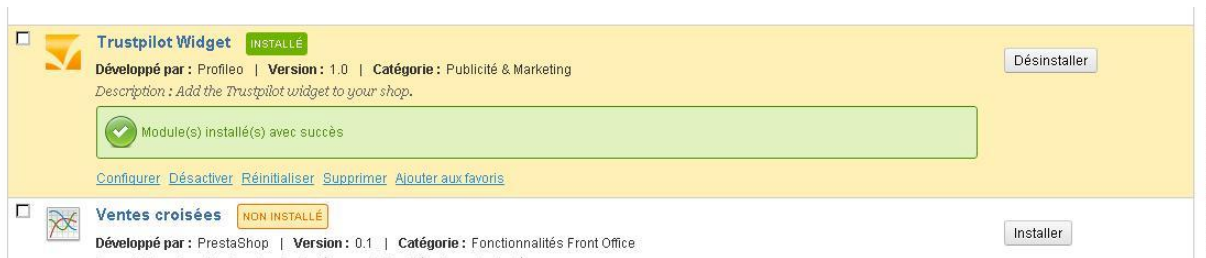 Trustpilot Widget INSTALLÉ
Désinstaller
Développé par : Profileo | Version : 1.0 | Catégorie : Publicité & Marketing
Description : Add the Trustpilot widget to your shop.
Module(s) installé(s) avec succès
Configurer Désactiver Réinitialiser Supprimer Ajouter aux favoris
Ventes croisées NON INSTALLÉ
Installer
Développé par : PrestaShop | Version : 0.1 | Catégorie : Fonctionnalités Front Office